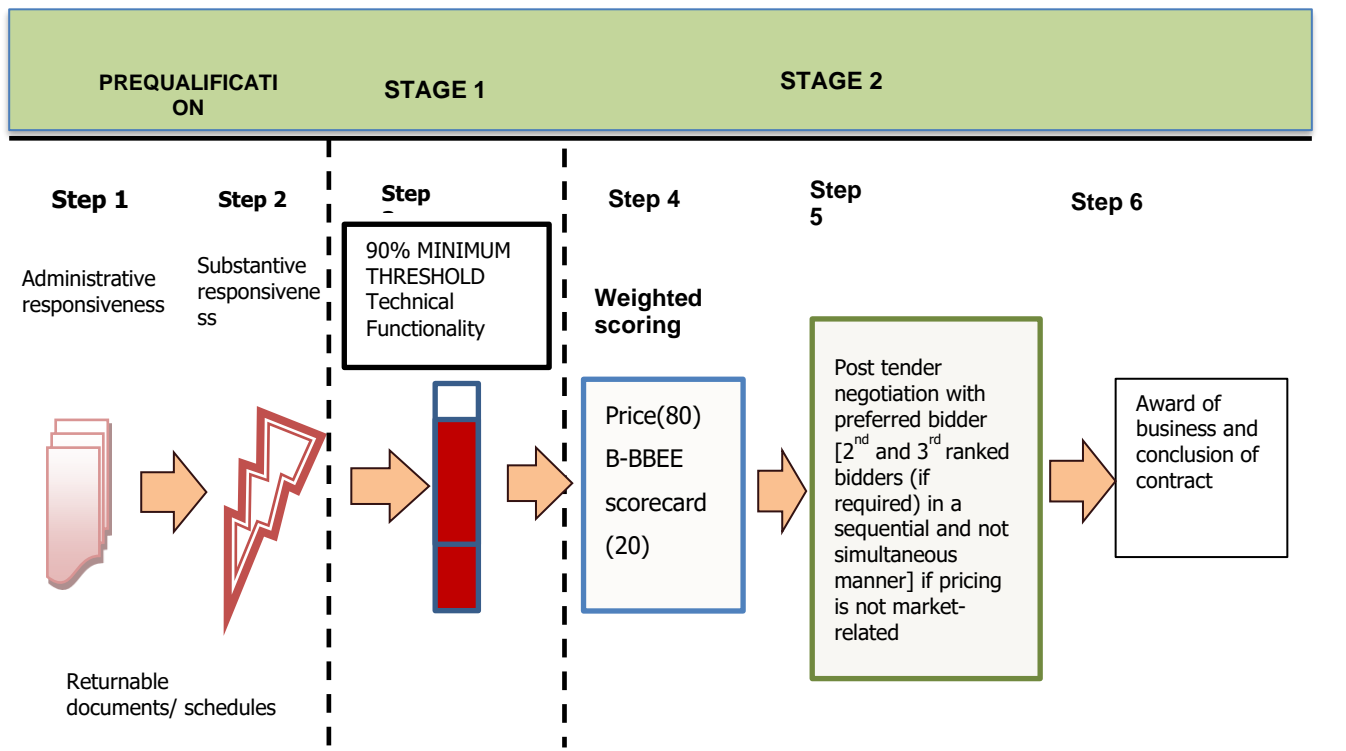 PREQUALIFICATI
ON
STAGE 1
STAGE 2
Step 1
Step 2
Step
Step 4
Step
5
Step 6
Administrative
responsiveness
Substantive
responsivene
ss
90% MINIMUM
THRESHOLD
Technical
Functionality
Weighted
scoring
Price(80)
B-BBEE
scorecard
(20)
Post tender
negotiation with
preferred bidder
[2nd and 3rd ranked
bidders (if
required) in a
sequential and not
simultaneous
manner] if pricing
is not market-
related
Award of
business and
conclusion of
contract
Returnable
documents/ schedules